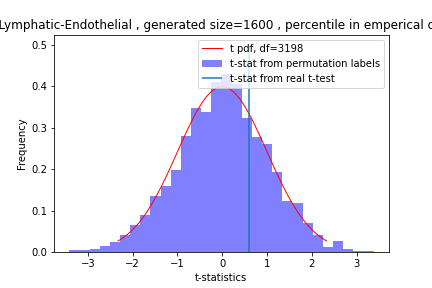 Lymphatic-Endothelial , generated size=1600 , percentile in emperical
t pdf, df=3198
t-stat from permutation labels
t-stat from real t-test
0.5
0.4
0.3
0.2
0.1
0.0
Frequency
−3
−2
−1
0
1
2
3
t-statistics